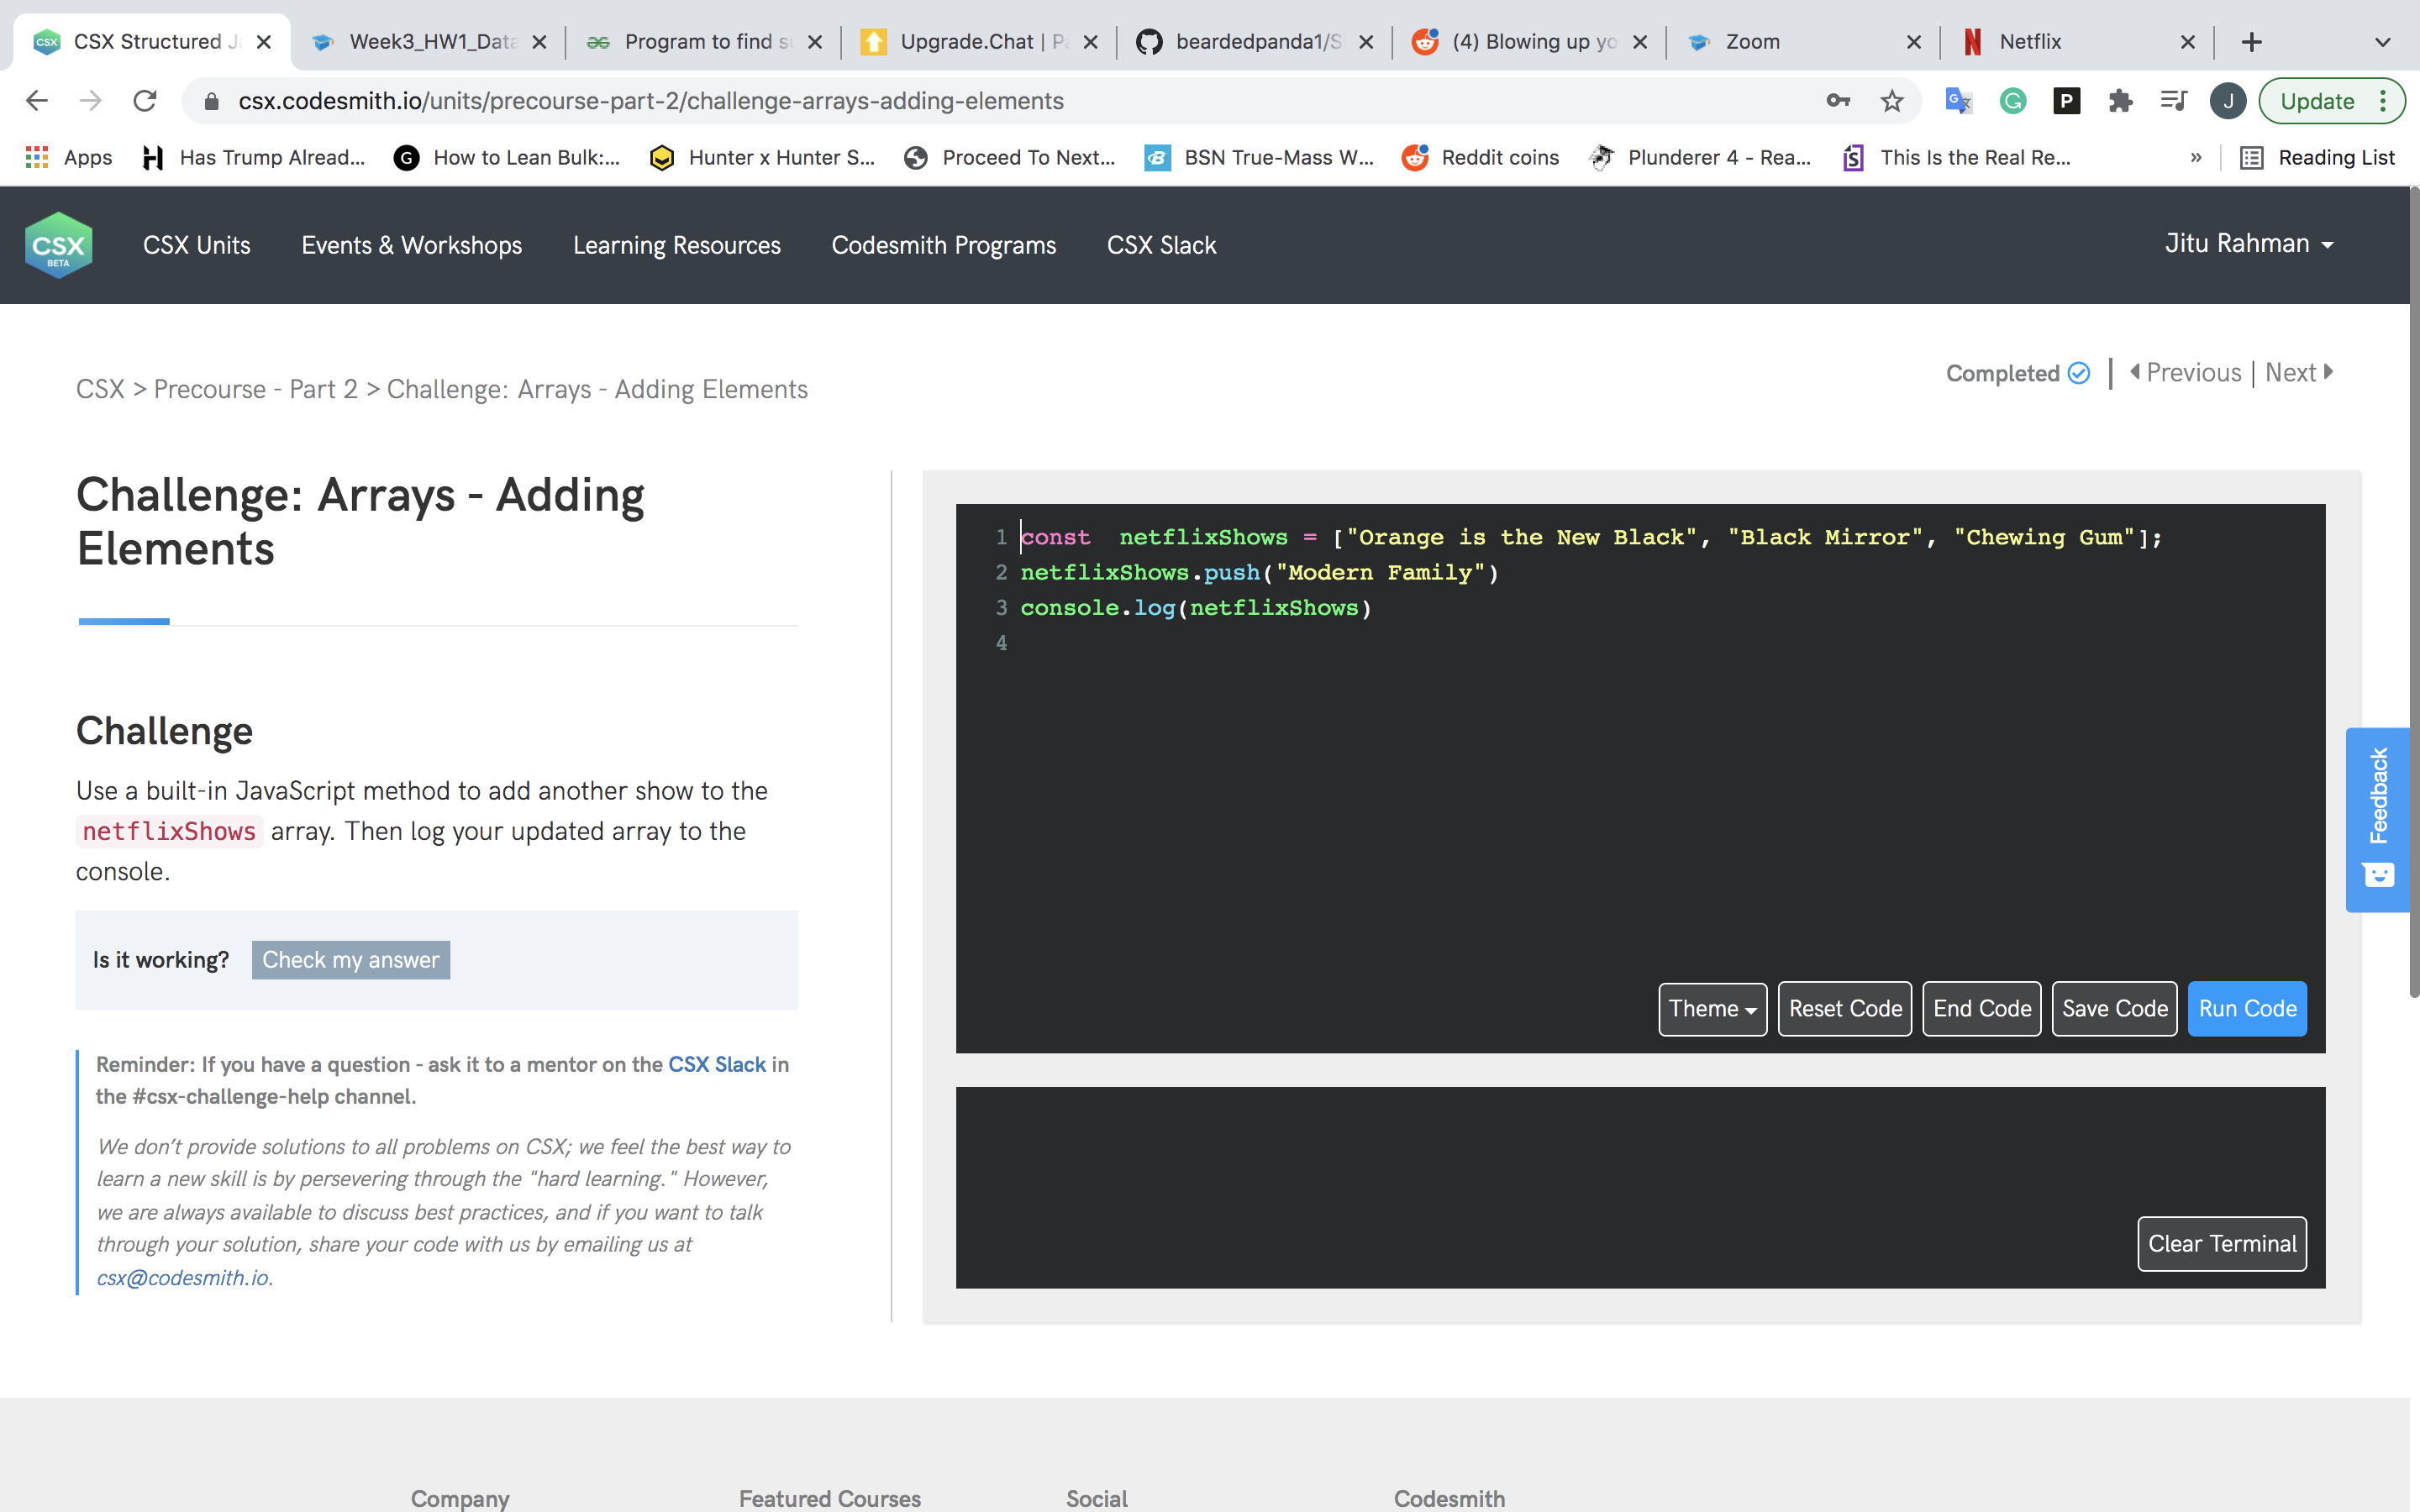 CSX Structured J
Week3_HW1_Data
Program to find s
Upgrade.Chat | P
beardedpanda1/S
(4) Blowing up yo
Zoom
Netflix
csx.codesmith.io/units/precourse-part-2/challenge-arrays-adding-elements
P
J
Update
Apps
Has Trump Alread...
How to Lean Bulk:...
Hunter x Hunter S...
Proceed To Next...
BSN True-Mass W...
Reddit coins
Plunderer 4 - Rea...
This Is the Real Re...
»
Reading List
CSX
BETA
CSX Units
Events & Workshops
Learning Resources
Codesmith Programs
CSX Slack
Jitu Rahman
CSX > Precourse - Part 2 > Challenge: Arrays - Adding Elements
Completed
Previous | Next
Challenge: Arrays - Adding
Elements
Challenge
Use a built-in JavaScript method to add another show to the
netflixShows array. Then log your updated array to the
console.
Is it working?
Check my answer
Reminder: If you have a question - ask it to a mentor on the CSX Slack in
the #csx-challenge-help channel.
We don’t provide solutions to all problems on CSX; we feel the best way to
learn a new skill is by persevering through the "hard learning." However,
we are always available to discuss best practices, and if you want to talk
through your solution, share your code with us by emailing us at
csx@codesmith.io.
1 const  netflixShows = ["Orange is the New Black", "Black Mirror", "Chewing Gum"];
2 netflixShows.push("Modern Family")
3 console.log(netflixShows)
4
Theme
Reset Code
End Code
Save Code
Run Code
Clear Terminal
Feedback
Company
Featured Courses
Social
Codesmith